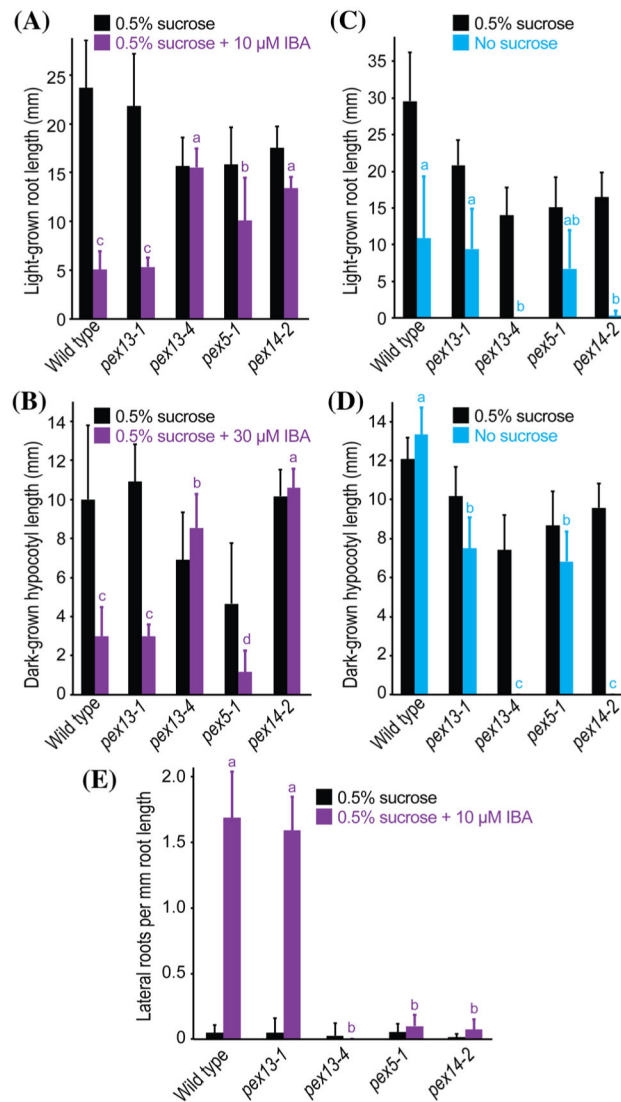 (A)
0.5% sucrose
0.5% sucrose + 10 µM IBA
Light-grown root length (mm)
25
20
15
10
5
0
c
c
a
b
a
Wild type
pex13-1
pex13-4
pex5-1
pex14-2
(C)
0.5% sucrose
No sucrose
Light-grown root length (mm)
35
30
25
20
15
10
5
0
a
a
b
ab
b
Wild type
pex13-1
pex13-4
pex5-1
pex14-2
(B)
0.5% sucrose
0.5% sucrose + 30 µM IBA
Dark-grown hypocotyl length (mm)
14
12
10
8
6
4
2
0
c
c
b
d
a
Wild type
pex13-1
pex13-4
pex5-1
pex14-2
(D)
0.5% sucrose
No sucrose
Dark-grown hypocotyl length (mm)
14
12
10
8
6
4
2
0
a
b
c
b
c
Wild type
pex13-1
pex13-4
pex5-1
pex14-2
(E)
0.5% sucrose
0.5% sucrose + 10 µM IBA
Lateral roots per mm root length
2.0
1.5
1.0
0.5
0
a
a
b
b
b
Wild type
pex13-1
pex13-4
pex5-1
pex14-2